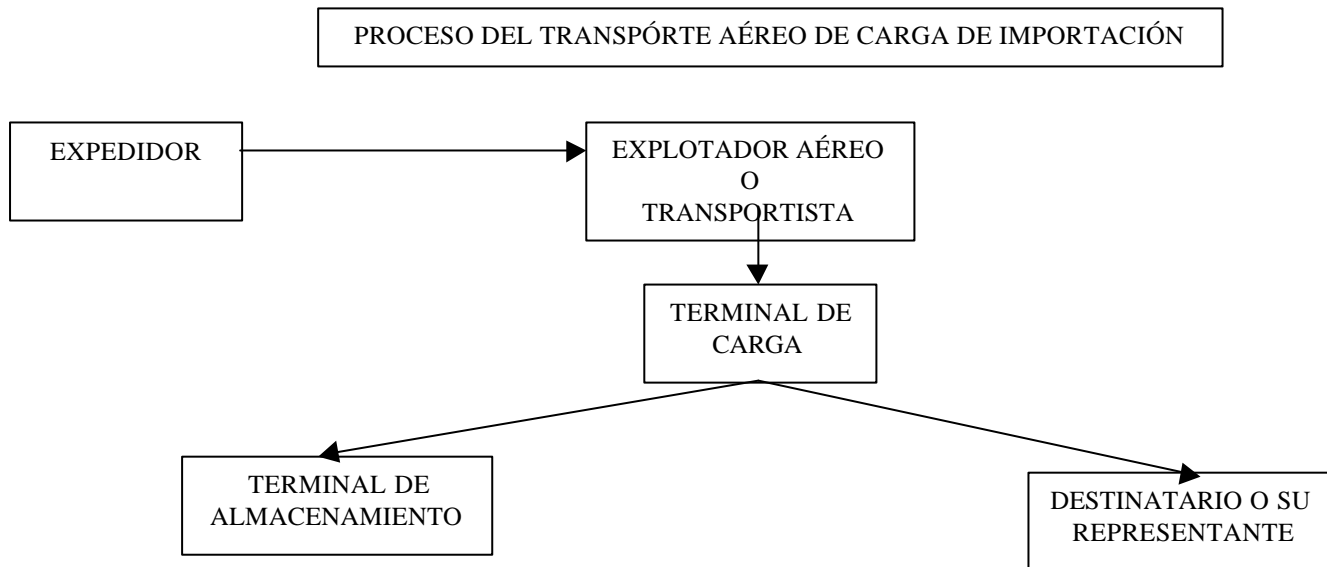 PROCESO DEL TRANSPÓRTE AÉREO DE CARGA DE IMPORTACIÓN
EXPEDIDOR
EXPLOTADOR AÉREO
O
TRANSPORTISTA
TERMINAL DE
CARGA
TERMINAL DE
ALMACENAMIENTO
DESTINATARIO O SU
REPRESENTANTE